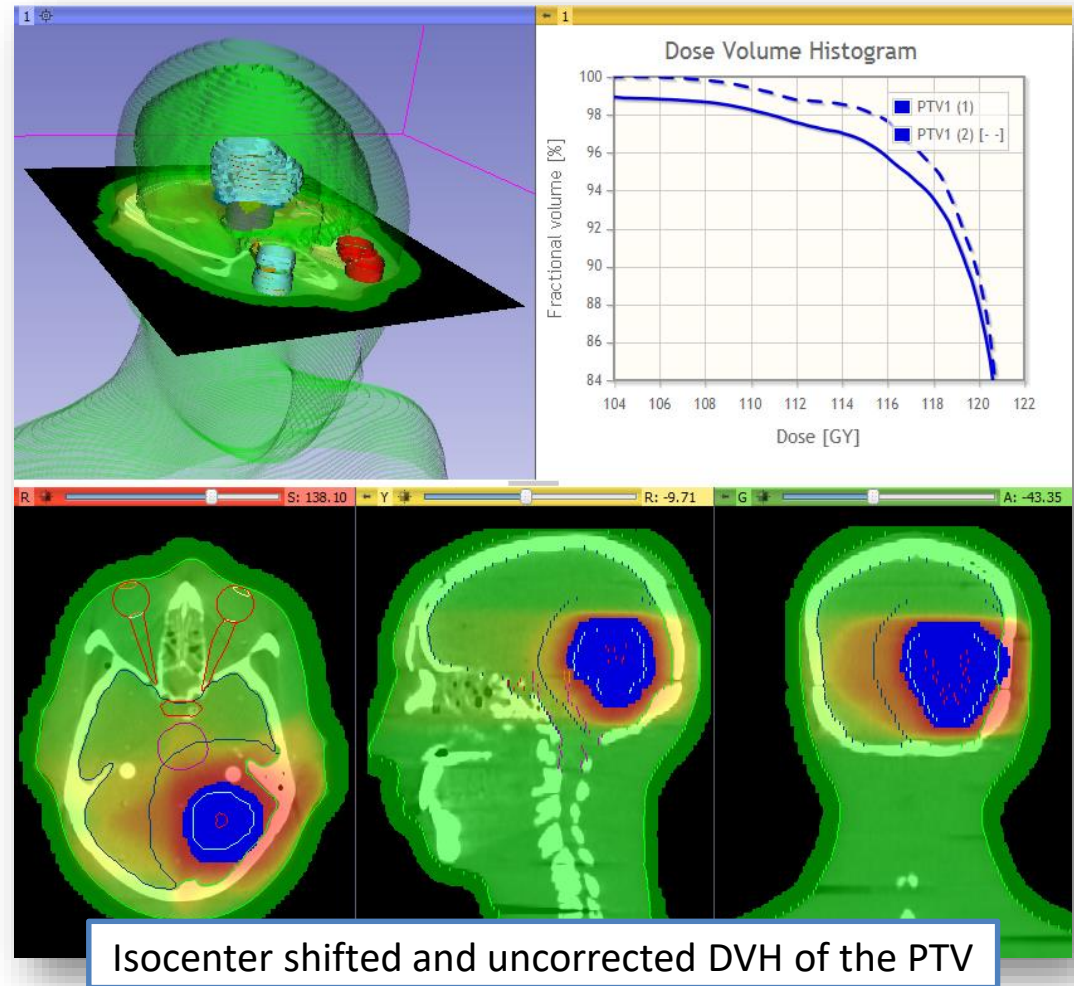 1
1
Dose Volume Histogram
100
98
96
94
92
90
88
86
84
Fractional volume [%]
PTV1 (1)
PTV1 (2) [- -]
104 106 108 110 112 114 116 118 120 122
Dose [GY]
R S: 138.10
Y R: -9.71
G A: -43.35
Isocenter shifted and uncorrected DVH of the PTV